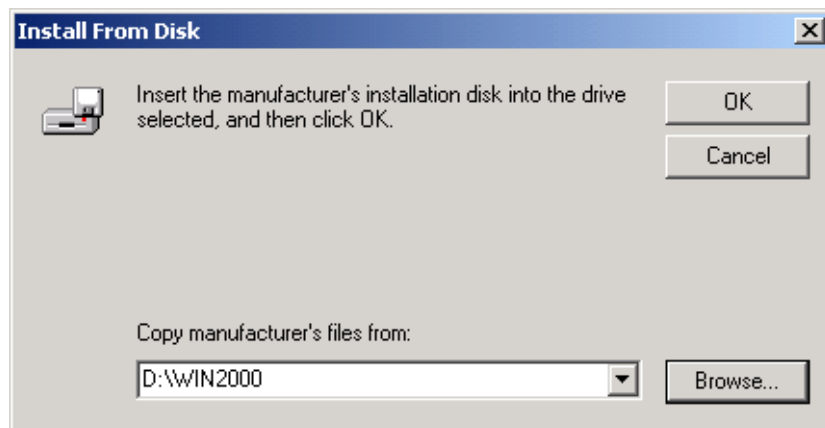 Install From Disk
Insert the manufacturer's installation disk into the drive
selected, and then click OK.
OK
Cancel
Copy manufacturer's files from:
D:\WIN2000
Browse...